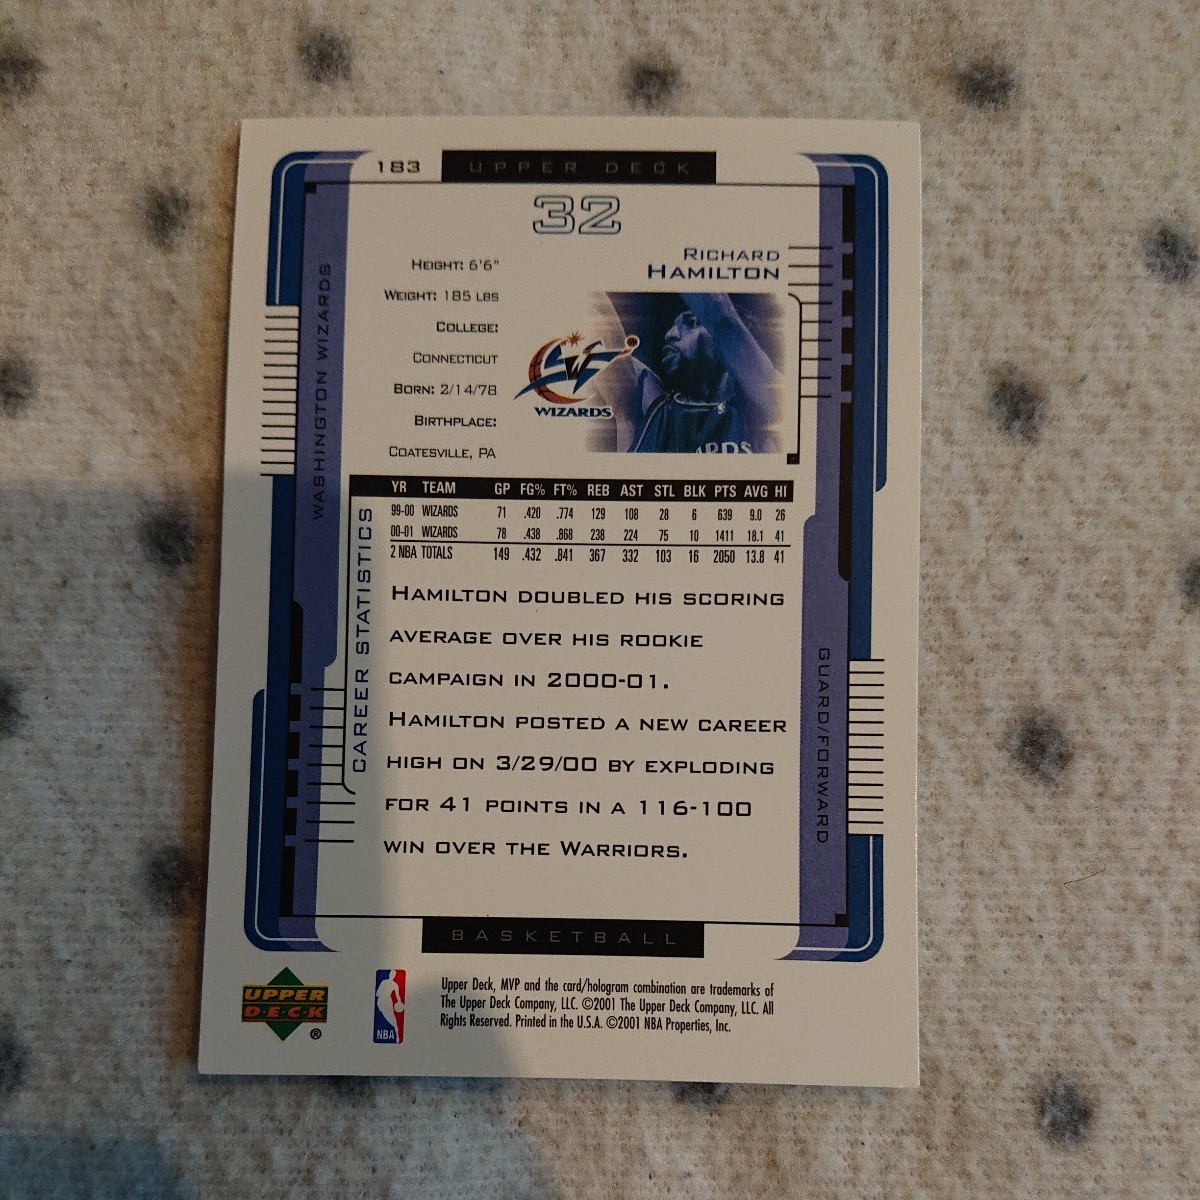 183 UPPER DECK
32
RICHARD
HAMILTON
HEIGHT: 6'6"
WEIGHT: 185 LBS
COLLEGE:
CONNECTICUT
BORN: 2/14/78
BIRTHPLACE:
COATESVILLE, PA
WIZARDS
ARDS
WASHINGTON WIZARDS
CAREER STATISTICS
YR TEAM GP FG% FT% REB AST STL BLK PTS AVG HI
99-00 WIZARDS 71 .420 .774 129 108 28 6 639 9.0 26
00-01 WIZARDS 78 .438 .868 238 224 75 10 1411 18.1 41
2 NBA TOTALS 149 .432 .841 367 332 103 16 2050 13.8 41
HAMILTON DOUBLED HIS SCORING
AVERAGE OVER HIS ROOKIE
CAMPAIGN IN 2000-01.
HAMILTON POSTED A NEW CAREER
HIGH ON 3/29/00 BY EXPLODING
FOR 41 POINTS IN A 116-100
WIN OVER THE WARRIORS.
GUARD/FORWARD
BASKETBALL
UPPER
D·E·C·K
®
NBA
Upper Deck, MVP and the card/hologram combination are trademarks of
The Upper Deck Company, LLC. ©2001 The Upper Deck Company, LLC. All
Rights Reserved. Printed in the U.S.A. ©2001 NBA Properties, Inc.